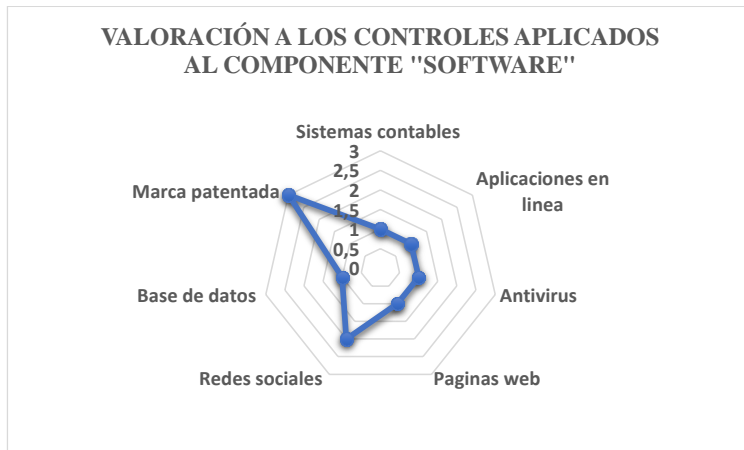 VALORACIÓN A LOS CONTROLES APLICADOS
AL COMPONENTE "SOFTWARE"
Sistemas contables
3
2,5
2
1,5
1
0,5
0
Aplicaciones en
linea
Antivirus
Paginas web
Redes sociales
Base de datos
Marca patentada